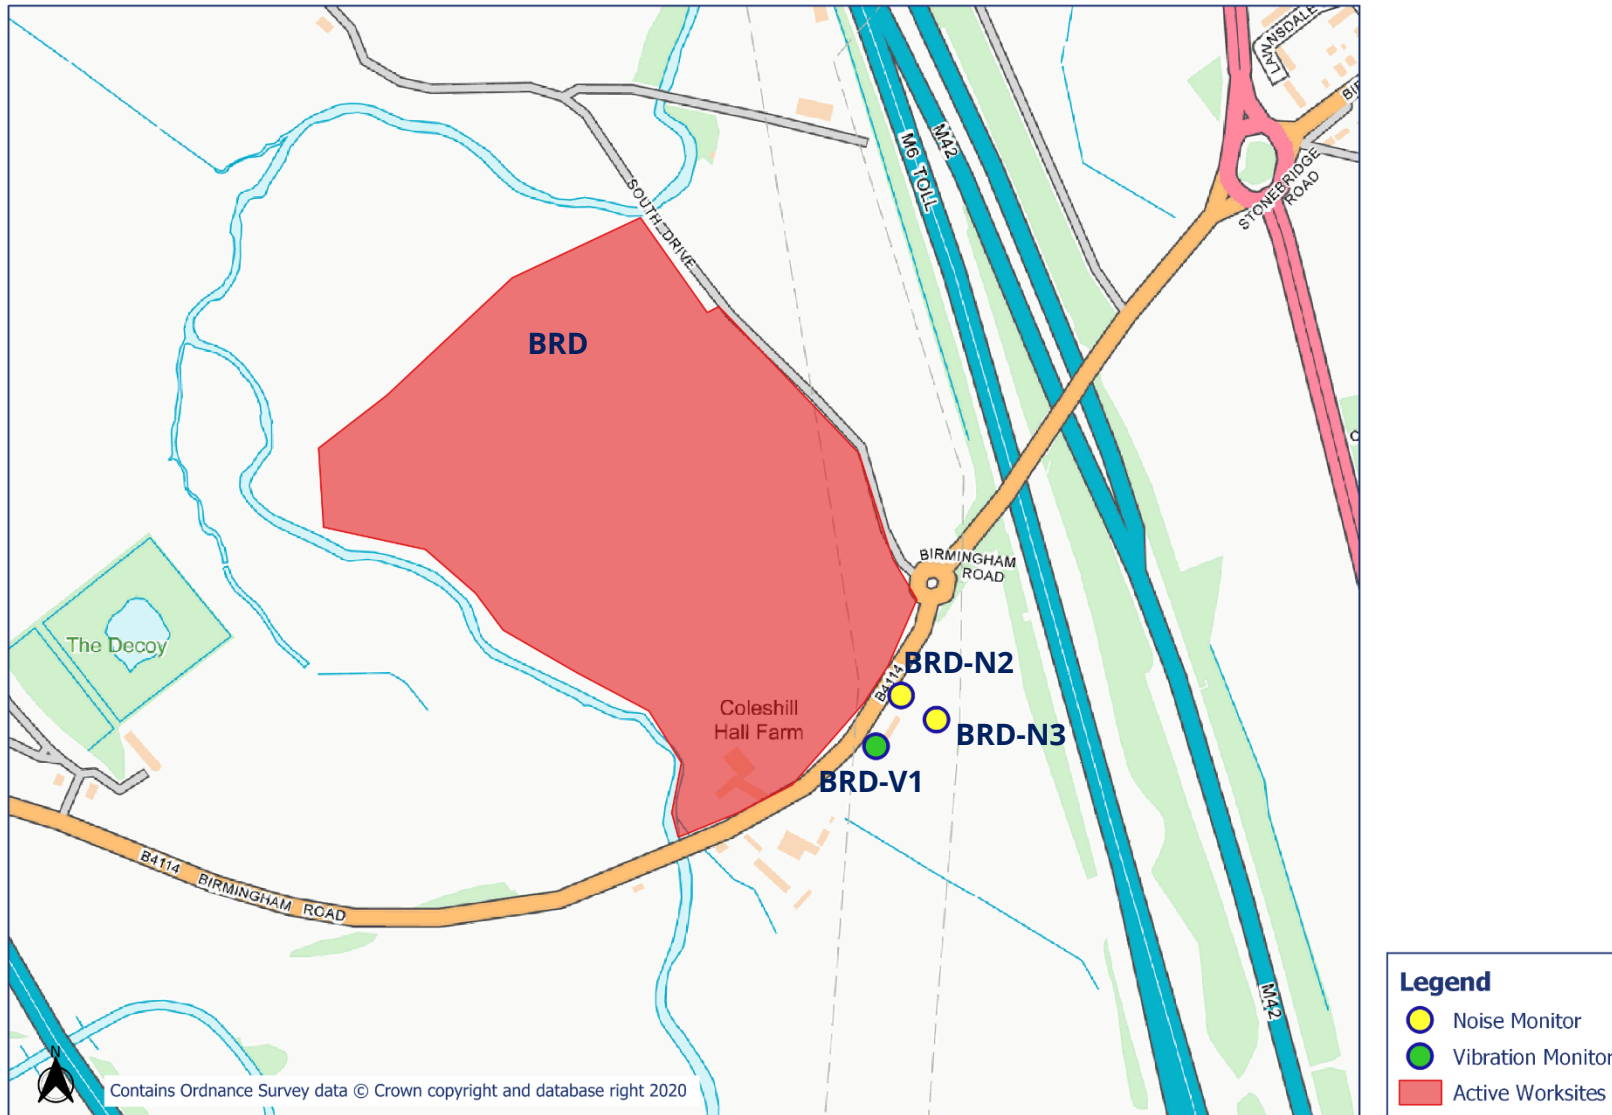 LAWNSDALE
M6 TOLL
M42
STONEBRIDGE
ROAD
SOUTH DRIVE
BRD
BIRMINGHAM
ROAD
The Decoy
BRD-N2
B4114
Coleshill
Hall Farm
BRD-N3
BRD-V1
B4114 BIRMINGHAM ROAD
M42
N
Contains Ordnance Survey data © Crown copyright and database right 2020
Legend
Noise Monitor
Vibration Monitor
Active Worksites